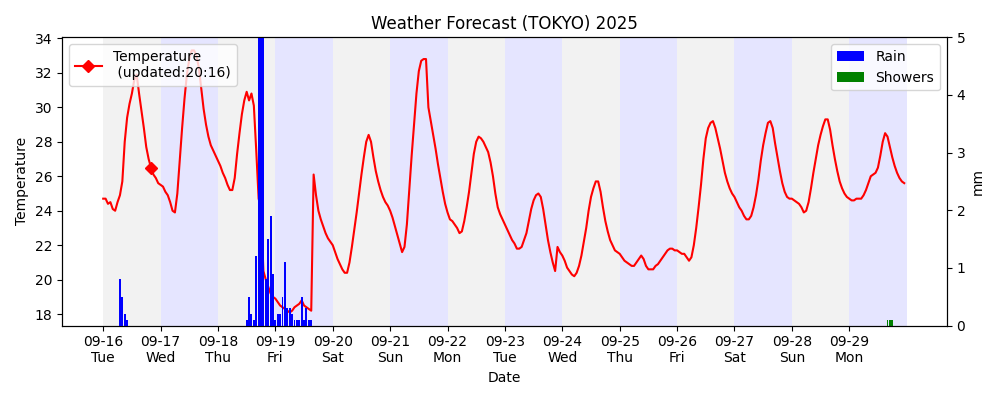 Weather Forecast (TOKYO) 2025
Temperature
(updated:20:16)
Rain
Showers
34
32
30
28
26
24
22
20
18
Temperature
5
4
3
2
1
0
mm
09-16 09-17 09-18 09-19 09-20 09-21 09-22 09-23 09-24 09-25 09-26 09-27 09-28 09-29
Tue Wed Thu Fri Sat Sun Mon Tue Wed Thu Fri Sat Sun Mon
Date